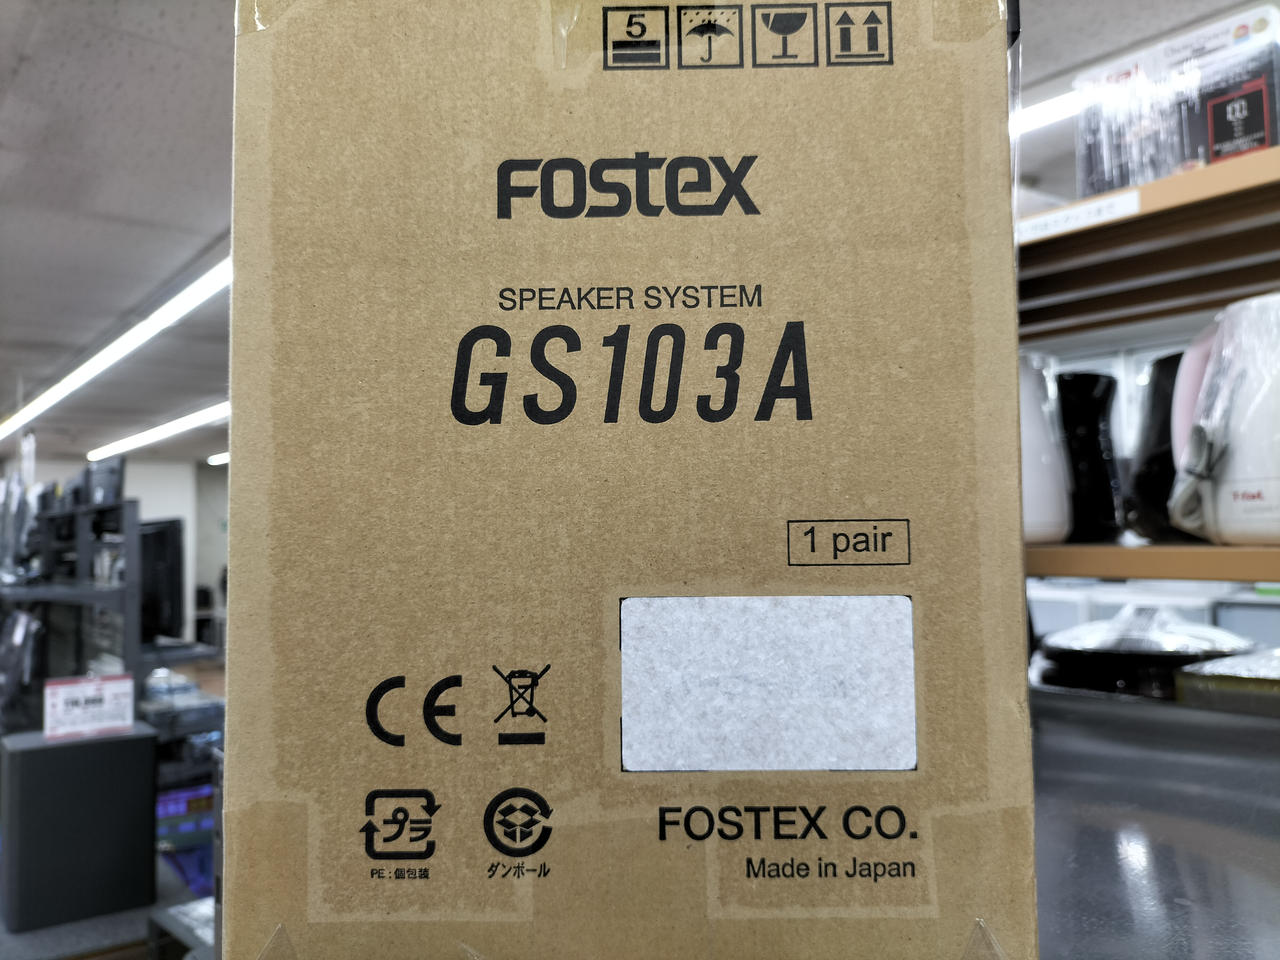 5
FOSTEX
SPEAKER SYSTEM
GS103A
1 pair
CE
プラ
PE:個包装
ダンボール
FOSTEX CO.
Made in Japan
T-fal